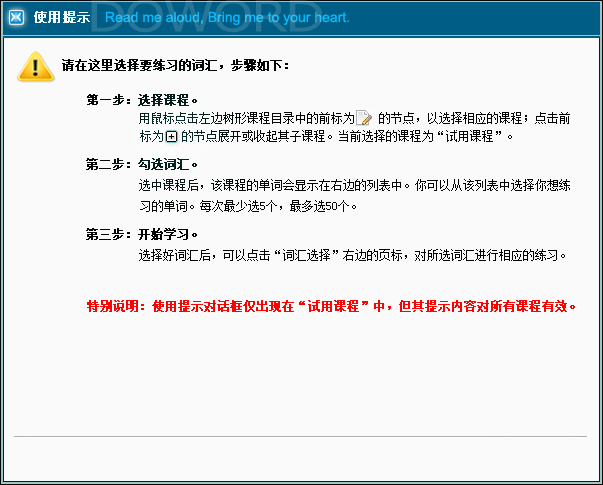 DOWORD
使用提示 Read me aloud, Bring me to your heart.
请在这里选择要练习的词汇，步骤如下：
第一步：选择课程。
用鼠标点击左边树形课程目录中的前标为 的节点，以选择相应的课程；点击前
标为 的节点展开或收起其子课程。当前选择的课程为“试用课程”。
第二步：勾选词汇。
选中课程后，该课程的单词会显示在右边的列表中。你可以从该列表中选择你想练
习的单词。每次最少选5个，最多选50个。
第三步：开始学习。
选择好词汇后，可以点击“词汇选择”右边的页标，对所选词汇进行相应的练习。
特别说明：使用提示对话框仅出现在“试用课程”中，但其提示内容对所有课程有效。